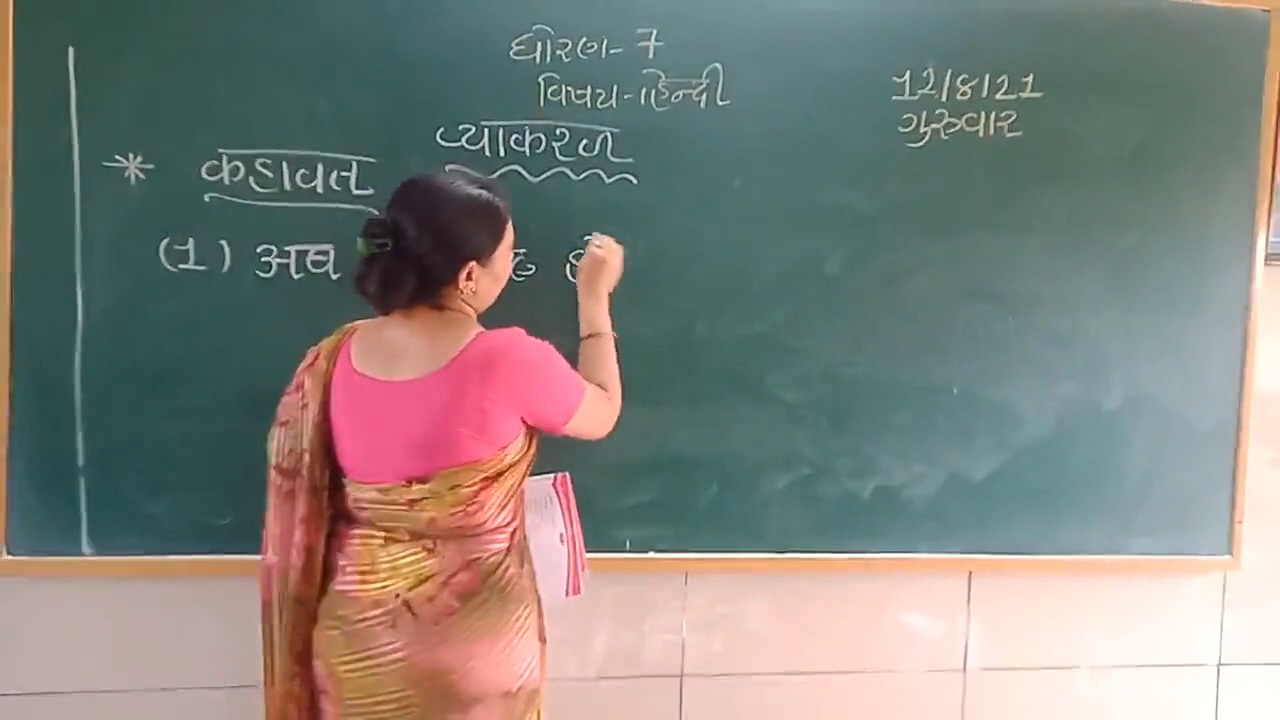 ધોરણ- 7
વિષય-हिन्दी
12/8/21
ગુરુવાર
व्याकरण
* कहावत
(1) अब